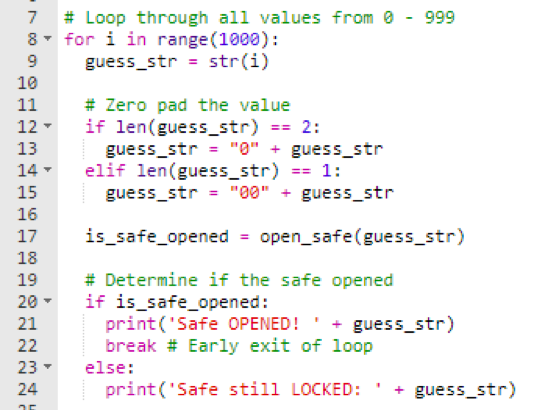 7 # Loop through all values from 0 - 999
8 for i in range(1000):
9 guess_str = str(i)
10
11 # Zero pad the value
12 if len(guess_str) == 2:
13 guess_str = "0" + guess_str
14 elif len(guess_str) == 1:
15 guess_str = "00" + guess_str
16
17 is_safe_opened = open_safe(guess_str)
18
19 # Determine if the safe opened
20 if is_safe_opened:
21 print('Safe OPENED! ' + guess_str)
22 break # Early exit of loop
23 else:
24 print('Safe still LOCKED: ' + guess_str)